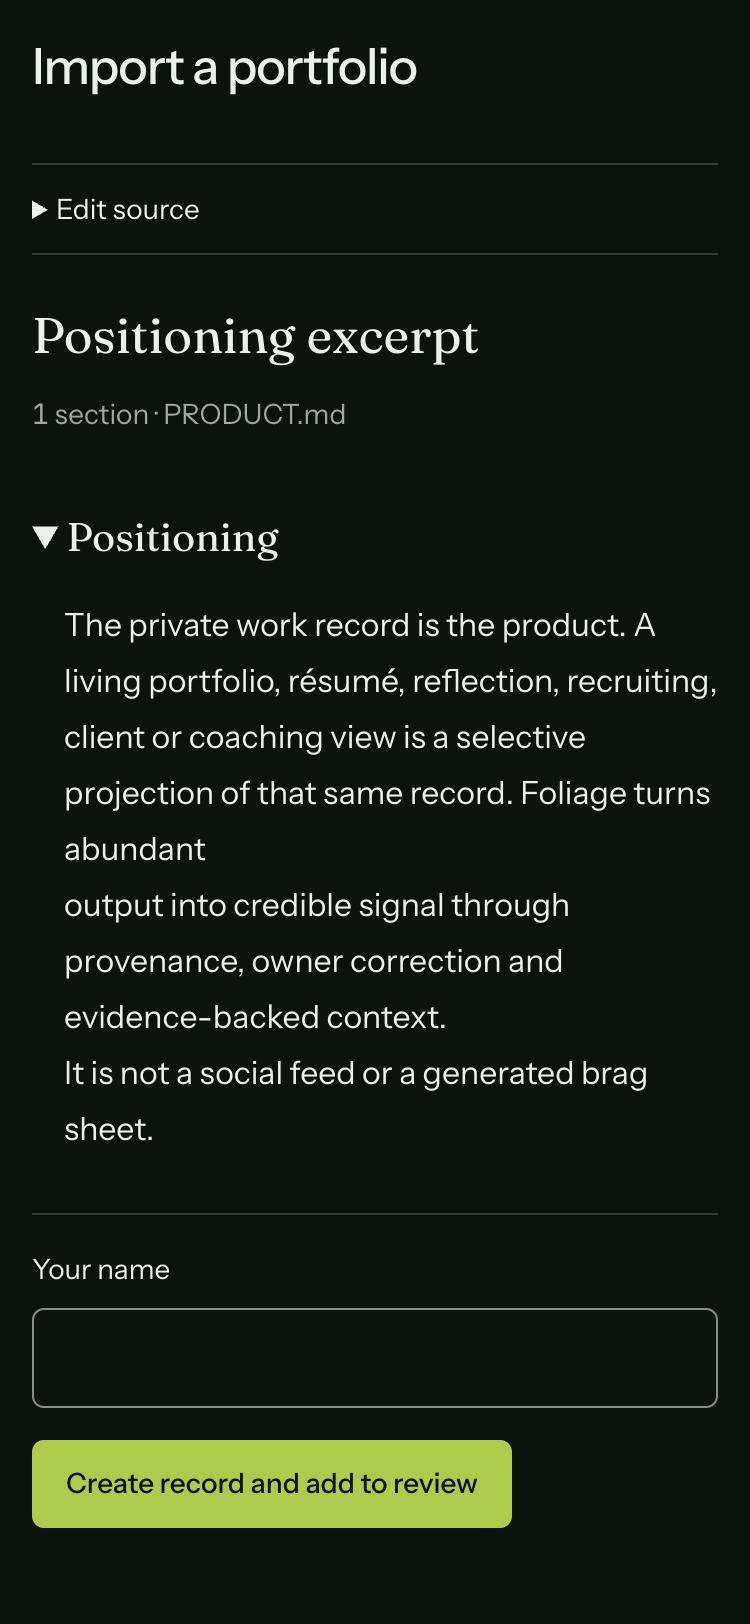 Import a portfolio
Edit source
Positioning excerpt
1 section · PRODUCT.md
Positioning
The private work record is the product. A
living portfolio, résumé, reflection, recruiting,
client or coaching view is a selective
projection of that same record. Foliage turns
abundant
output into credible signal through
provenance, owner correction and
evidence-backed context.
It is not a social feed or a generated brag
sheet.
Your name
Create record and add to review